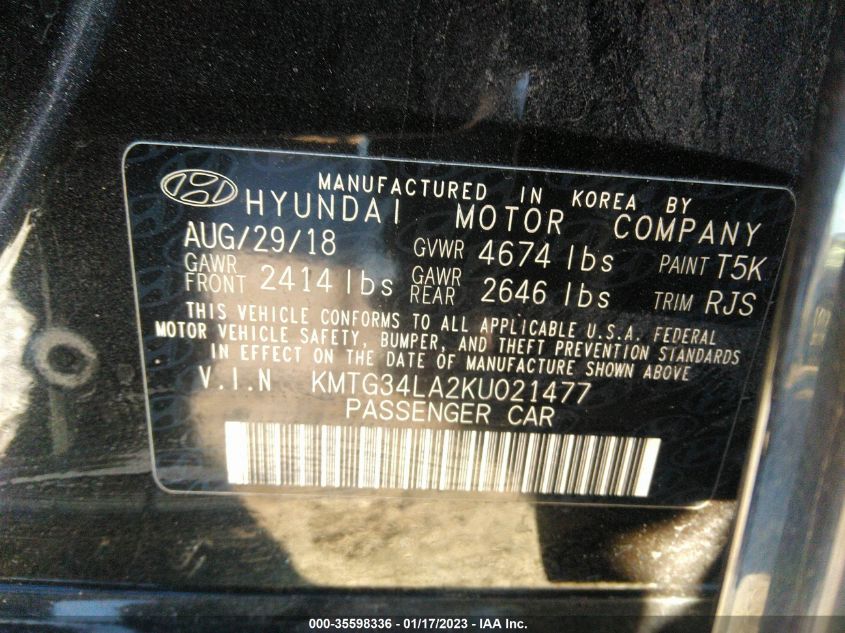 MANUFACTURED IN KOREA BY
HYUNDAI MOTOR COMPANY
AUG/29/18 GVWR 4674 lbs PAINT T5K
GAWR FRONT 2414 lbs GAWR REAR 2646 lbs TRIM RJS
THIS VEHICLE CONFORMS TO ALL APPLICABLE U.S.A. FEDERAL
MOTOR VEHICLE SAFETY, BUMPER, AND THEFT PREVENTION STANDARDS
IN EFFECT ON THE DATE OF MANUFACTURE SHOWN ABOVE
V.I.N KMTG34LA2KU021477
PASSENGER CAR
000-35598336 - 01/17/2023 - IAA Inc.